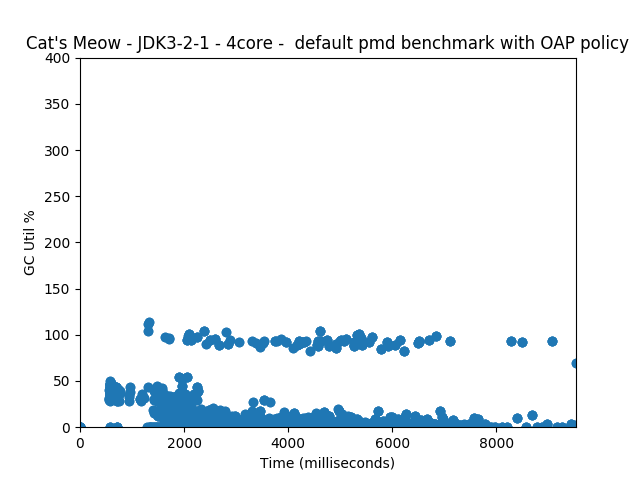 Cat's Meow - JDK3-2-1 - 4core -  default pmd benchmark with OAP policy
400
350
300
250
200
150
100
50
0
GC Util %
0 2000 4000 6000 8000
Time (milliseconds)